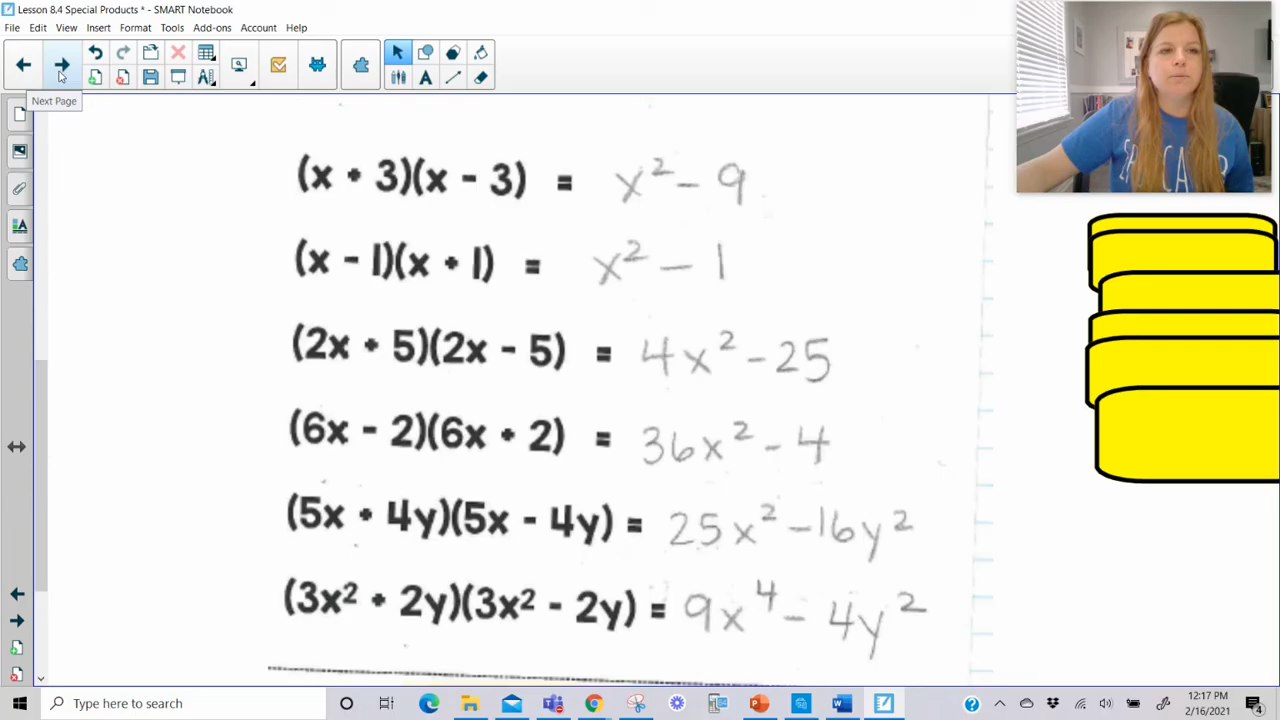 Lesson 8.4 Special Products * - SMART Notebook
File Edit View Insert Format Tools Add-ons Account Help
Next Page
(x + 3)(x - 3) = x² - 9
(x - 1)(x + 1) = x² - 1
(2x + 5)(2x - 5) = 4x² - 25
(6x - 2)(6x + 2) = 36x² - 4
(5x + 4y)(5x - 4y) = 25x² - 16y²
(3x² + 2y)(3x² - 2y) = 9x⁴ - 4y²
Type here to search
12:17 PM
2/16/2021
4